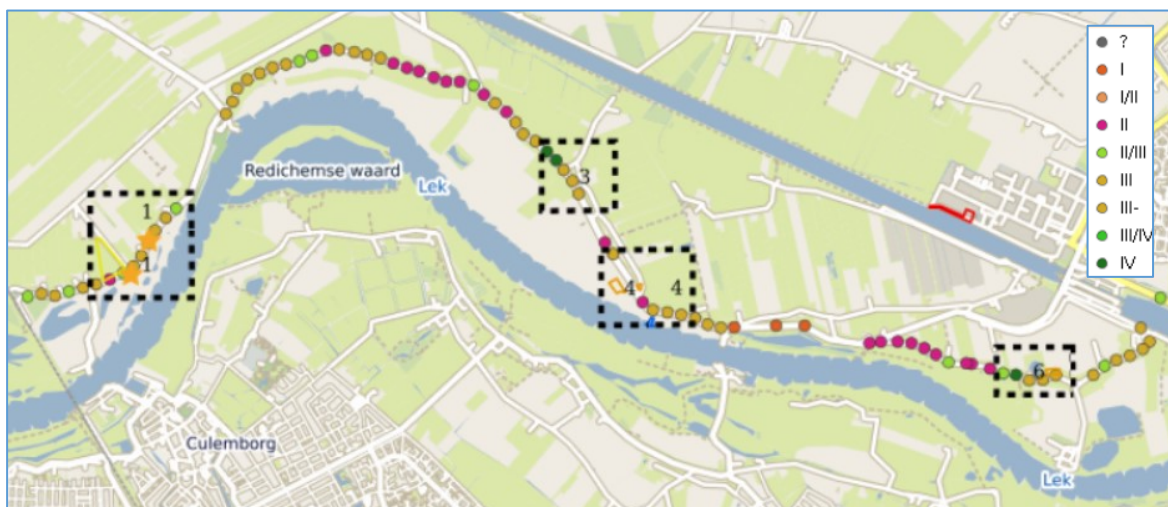 ?
I
I/II
II
II/III
III
III-
III/IV
IV
Redichemse waard
Lek
3
1
1
4
4
6
Culemborg
Lek